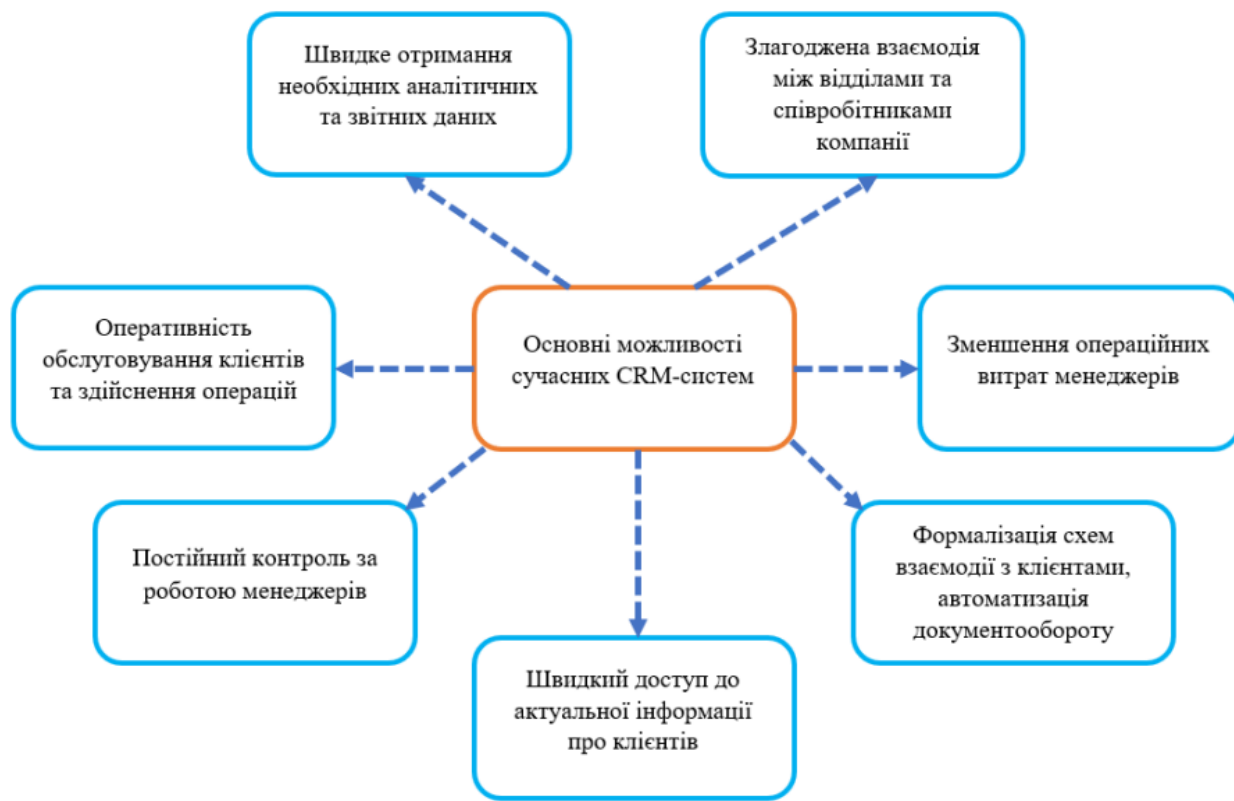 Швидке отримання
необхідних аналітичних
та звітних даних
Злагоджена взаємодія
між відділами та
співробітниками
компанії
Оперативність
обслуговування клієнтів
та здійснення операцій
Основні можливості
сучасних CRM-систем
Зменшення операційних
витрат менеджерів
Постійний контроль за
роботою менеджерів
Формалізація схем
взаємодії з клієнтами,
автоматизація
документообороту
Швидкий доступ до
актуальної інформації
про клієнтів